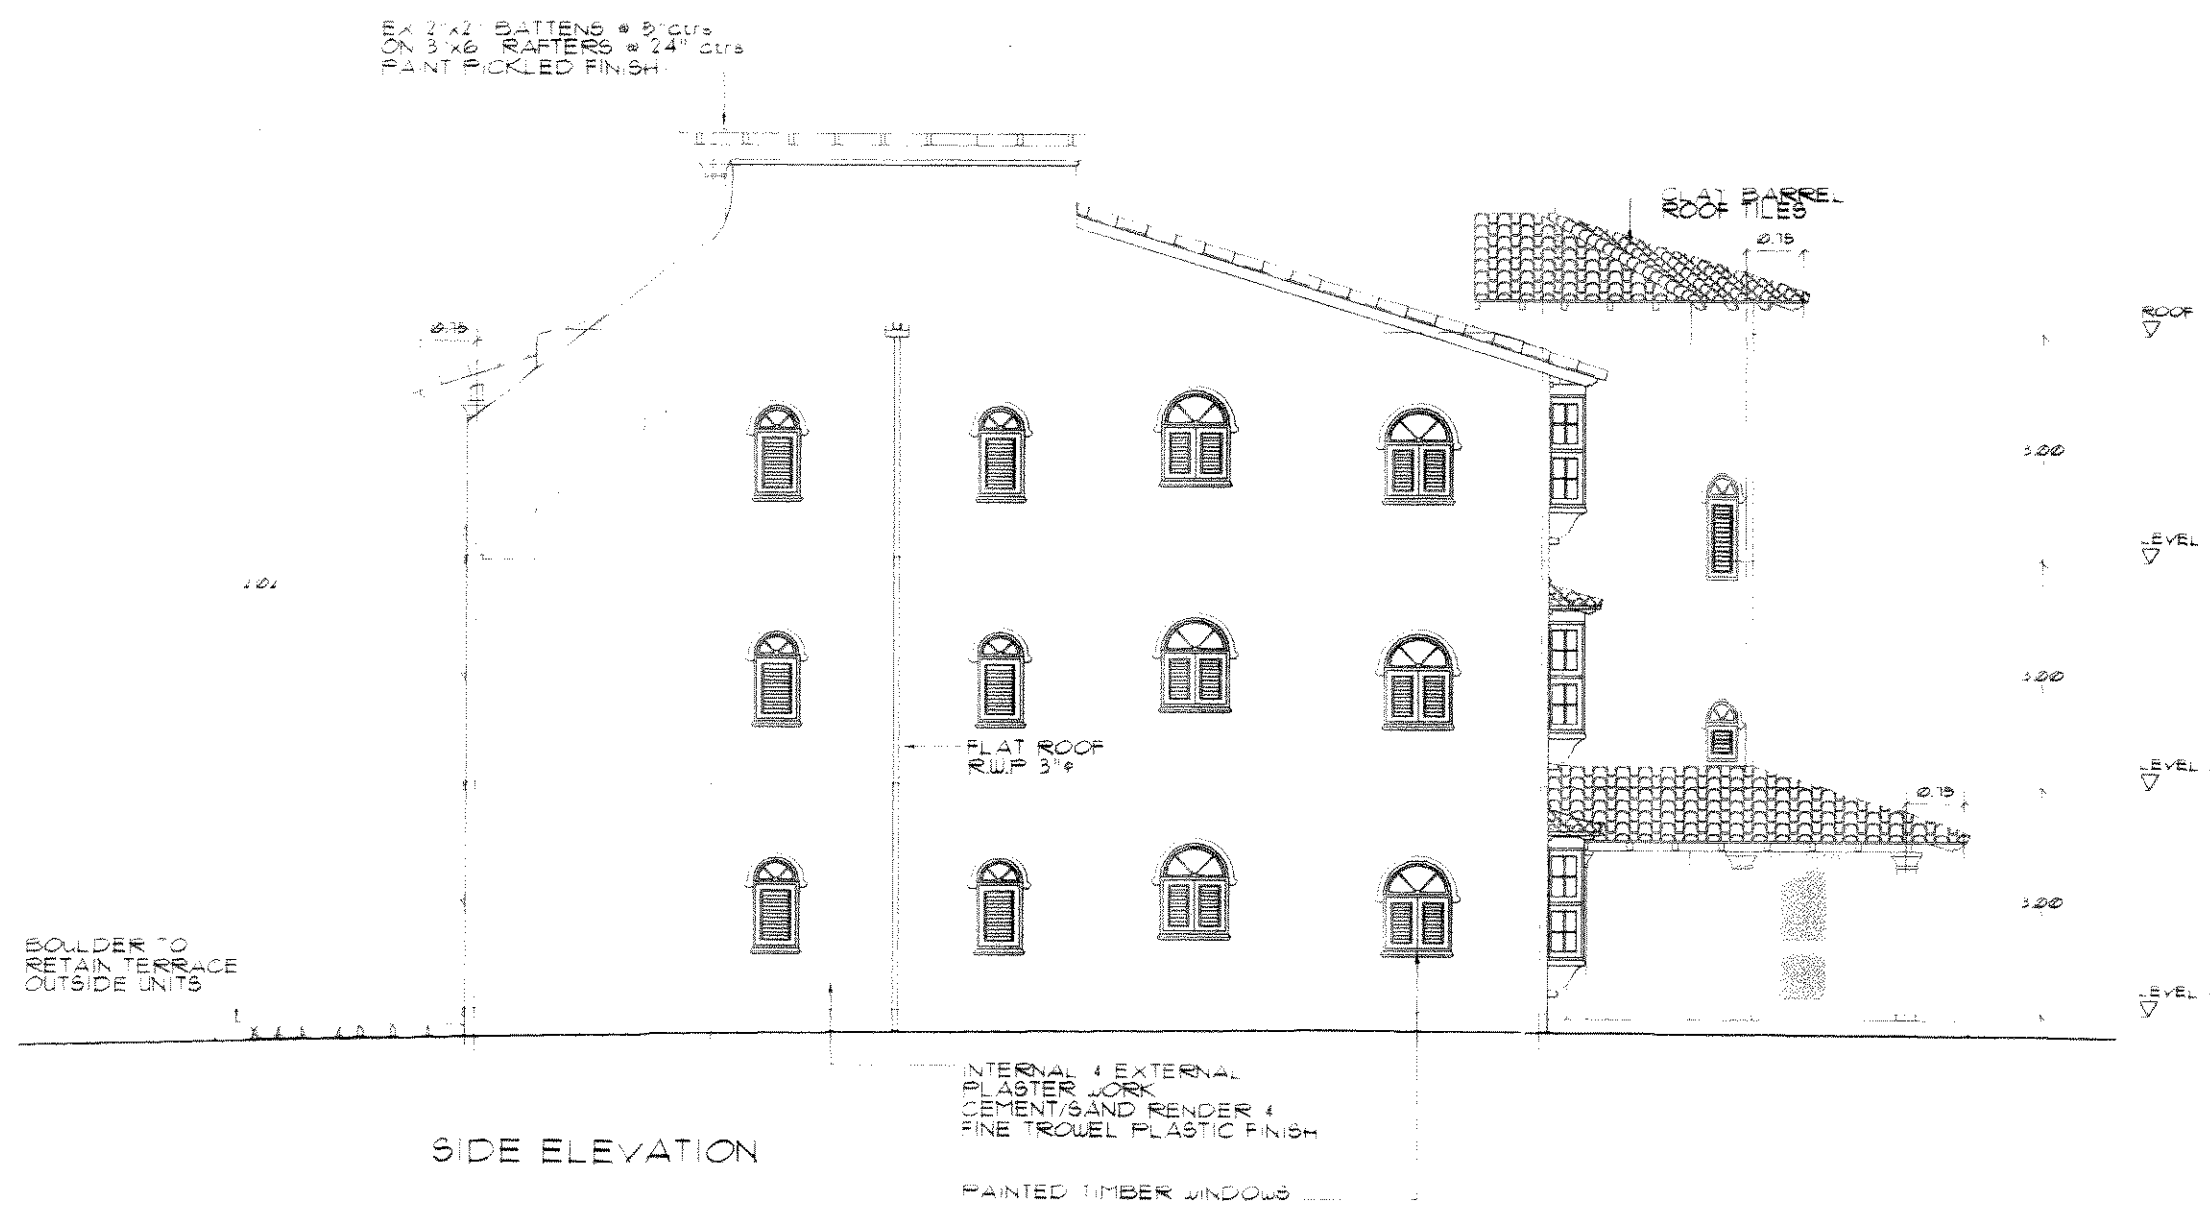 EX 2"x2" BATTENS @ 5"ctrs
ON 3"x6" RAFTERS @ 24" ctrs
PAINT PICKLED FINISH
CLAY BARREL
ROOF TILES
0.75
ROOF
0.75
3.00
LEVEL
3.00
FLAT ROOF
R.W.P 3"φ
LEVEL
0.75
3.00
BOULDER TO
RETAIN TERRACE
OUTSIDE UNITS
LEVEL
INTERNAL & EXTERNAL
PLASTER WORK
CEMENT/SAND RENDER &
FINE TROWEL PLASTIC FINISH
SIDE ELEVATION
PAINTED TIMBER WINDOWS